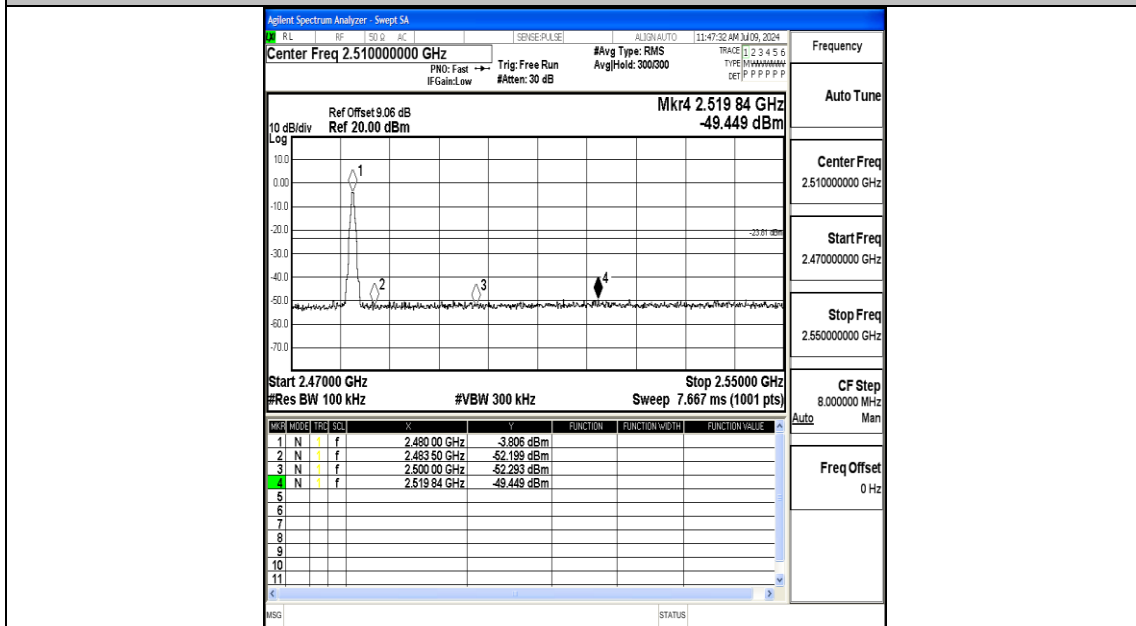 Agilent Spectrum Analyzer - Swept SA
RL RF 50 Ω AC SENSE:PULSE ALIGN AUTO 11:47:32 AM Jul 09, 2024
Center Freq 2.510000000 GHz
PNO: Fast
IFGain:Low
Trig: Free Run
#Atten: 30 dB
#Avg Type: RMS
Avg|Hold: 300/300
TRACE 1 2 3 4 5 6
TYPE M
DET P P P P P P
Ref Offset 9.06 dB
Ref 20.00 dBm
10 dB/div
Log
Mkr4 2.519 84 GHz
-49.449 dBm
10.0
0.00
-10.0
-20.0
-30.0
-40.0
-50.0
-60.0
-70.0
1
2
3
4
-23.81 dBm
Start 2.47000 GHz
Stop 2.55000 GHz
#Res BW 100 kHz
#VBW 300 kHz
Sweep 7.667 ms (1001 pts)
MKR MODE TRC SCL X Y FUNCTION FUNCTION WIDTH FUNCTION VALUE
1 N 1 f 2.480 00 GHz -3.806 dBm
2 N 1 f 2.483 50 GHz -52.199 dBm
3 N 1 f 2.500 00 GHz -52.293 dBm
4 N 1 f 2.519 84 GHz -49.449 dBm
5
6
7
8
9
10
11
MSG
STATUS
Frequency
Auto Tune
Center Freq
2.510000000 GHz
Start Freq
2.470000000 GHz
Stop Freq
2.550000000 GHz
CF Step
8.000000 MHz
Auto Man
Freq Offset
0 Hz